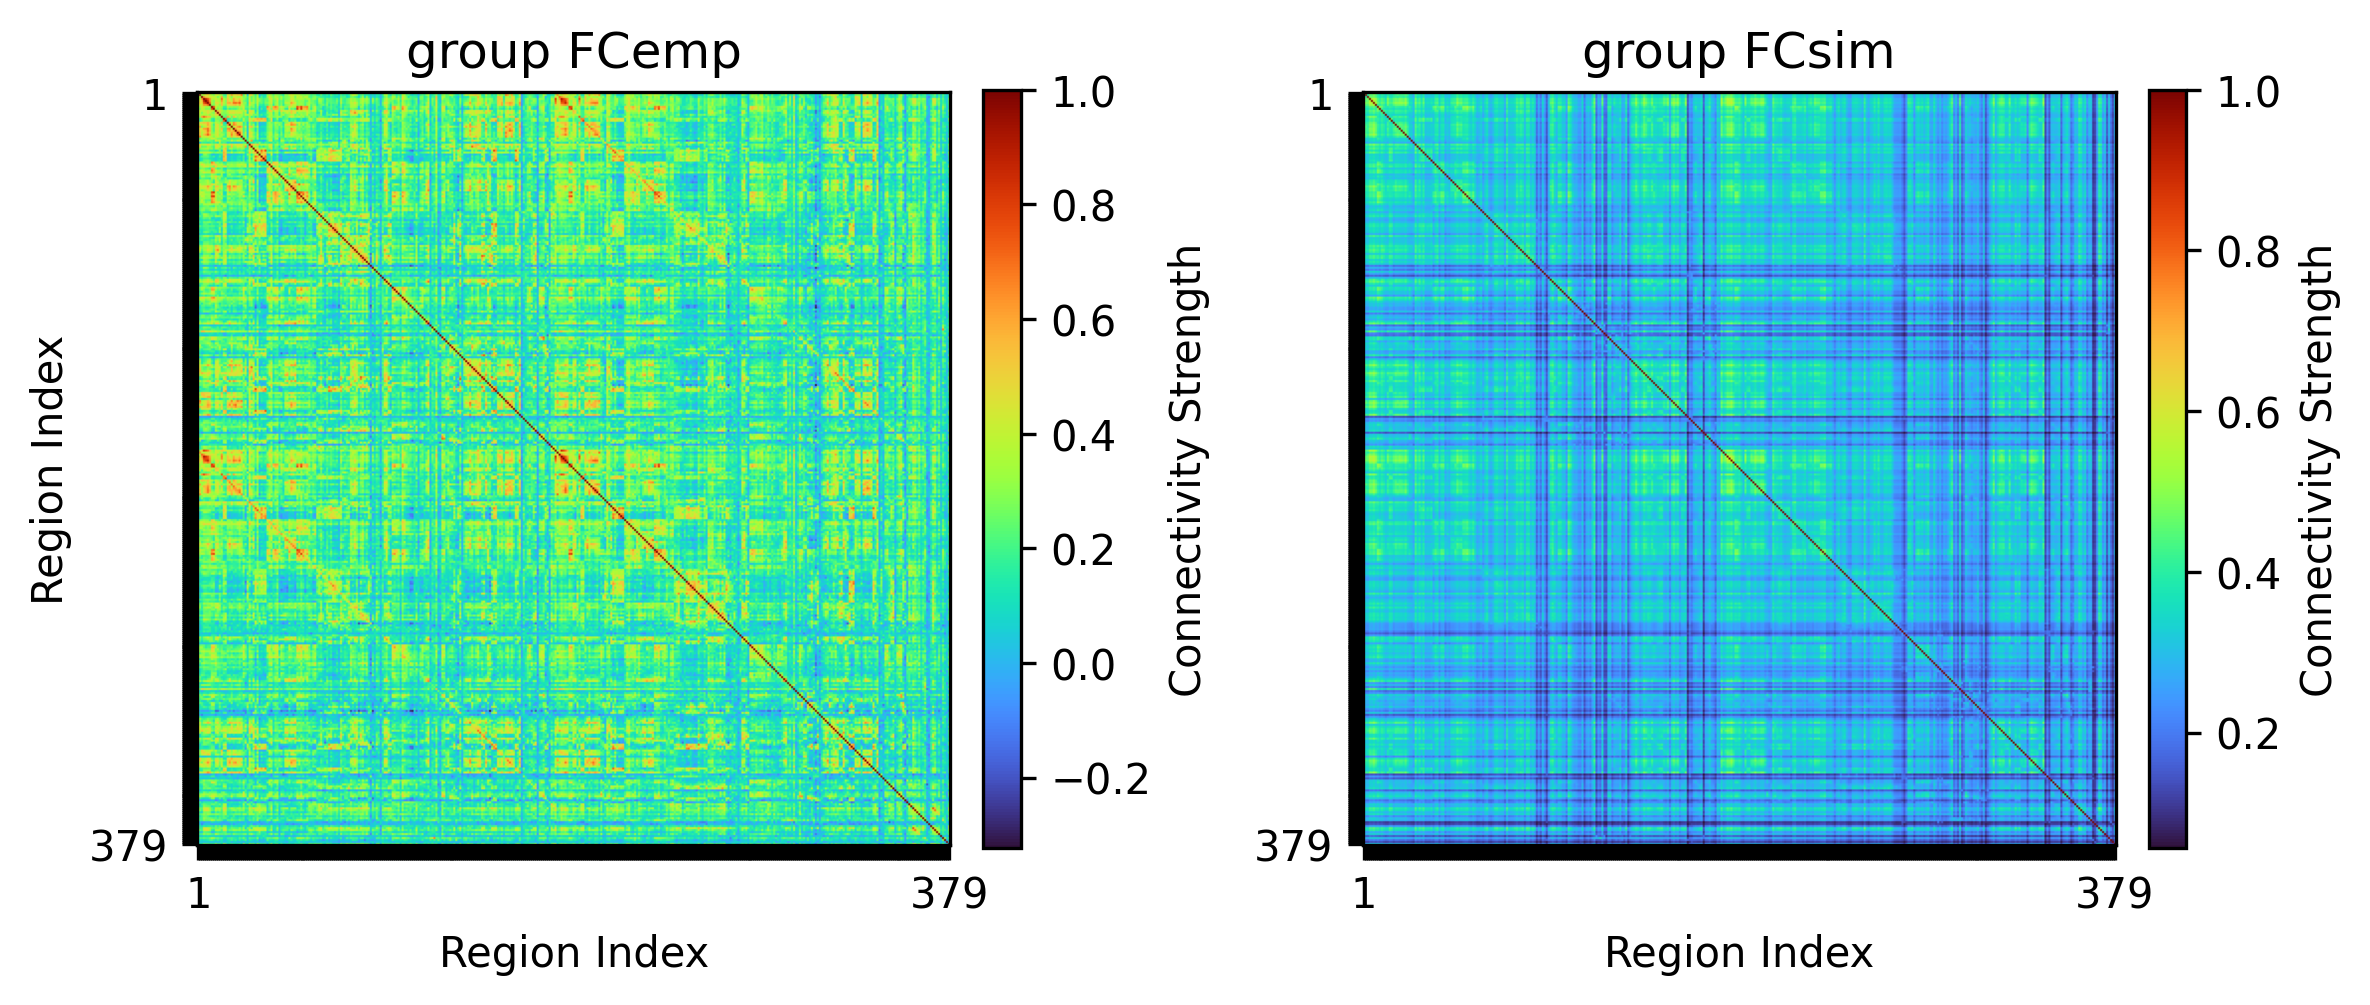 group FCemp
1
379
1
379
Region Index
Region Index
1.0
0.8
0.6
0.4
0.2
0.0
−0.2
Connectivity Strength
group FCsim
1
379
1
379
Region Index
1.0
0.8
0.6
0.4
0.2
Connectivity Strength